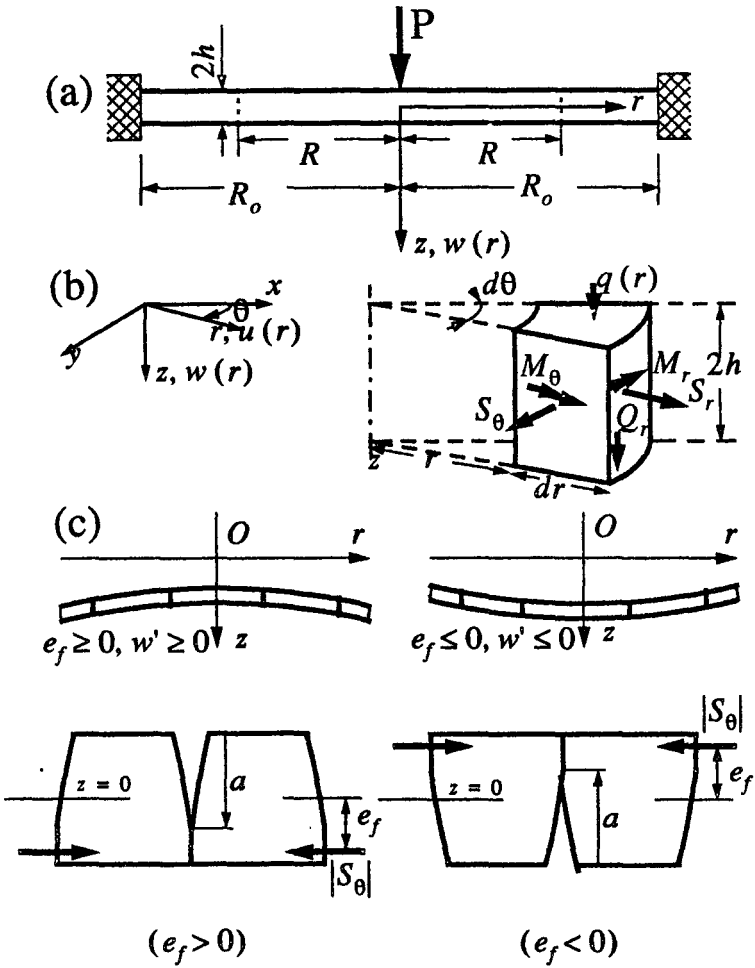 P
2h
(a)
r
R
R
R_o
R_o
z, w(r)
(b)
x
θ
r, u(r)
y
z, w(r)
dθ
q(r)
M_θ
M_r
2h
S_θ
S_r
Q_r
z
r
dr
(c)
O
r
O
r
e_f ≥ 0, w' ≥ 0
z
e_f ≤ 0, w' ≤ 0
z
z = 0
a
e_f
|S_θ|
|S_θ|
z = 0
a
e_f
(e_f > 0)
(e_f < 0)